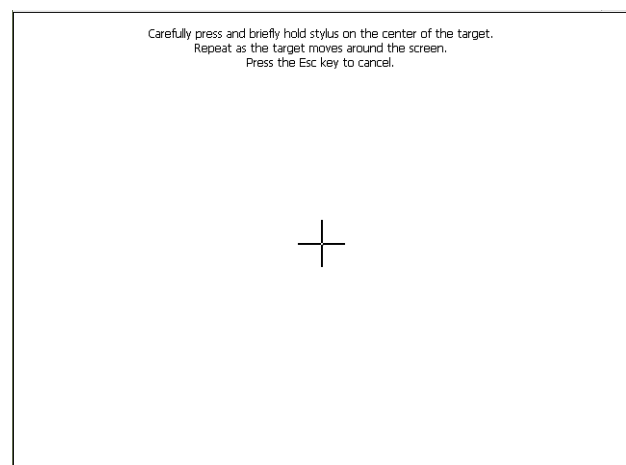 Carefully press and briefly hold stylus on the center of the target.
Repeat as the target moves around the screen.
Press the Esc key to cancel.